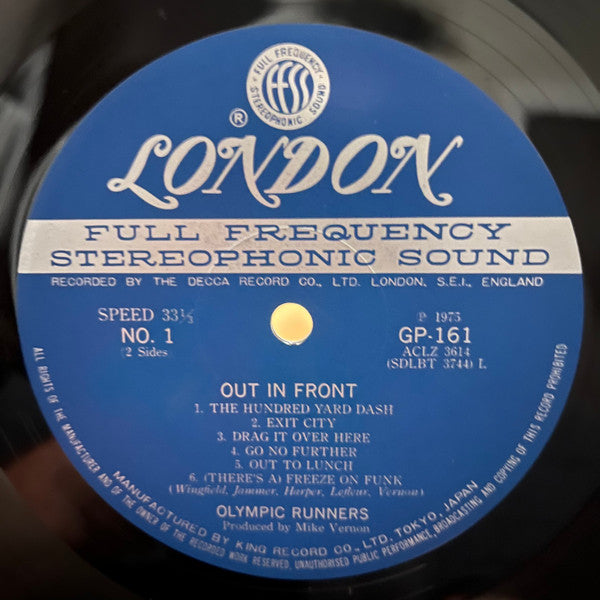 FULL FREQUENCY
ffss
STEREOPHONIC SOUND
®
LONDON
FULL FREQUENCY
STEREOPHONIC SOUND
RECORDED BY THE DECCA RECORD CO., LTD. LONDON, S.E.I., ENGLAND
SPEED 33⅓
NO. 1
(2 Sides)
℗ 1975
GP-161
ACLZ 3614
(SDLBT 3744) L
OUT IN FRONT
1. THE HUNDRED YARD DASH
2. EXIT CITY
3. DRAG IT OVER HERE
4. GO NO FURTHER
5. OUT TO LUNCH
6. (THERE'S A) FREEZE ON FUNK
(Wingfield, Jammer, Harper, Lefleur, Vernon)
OLYMPIC RUNNERS
Produced by Mike Vernon
MANUFACTURED BY KING RECORD CO., LTD, TOKYO, JAPAN
ALL RIGHTS OF THE MANUFACTURER AND OF THE OWNER OF THE RECORDED WORK RESERVED, UNAUTHORISED PUBLIC PERFORMANCE, BROADCASTING AND COPYING OF THIS RECORD PROHIBITED